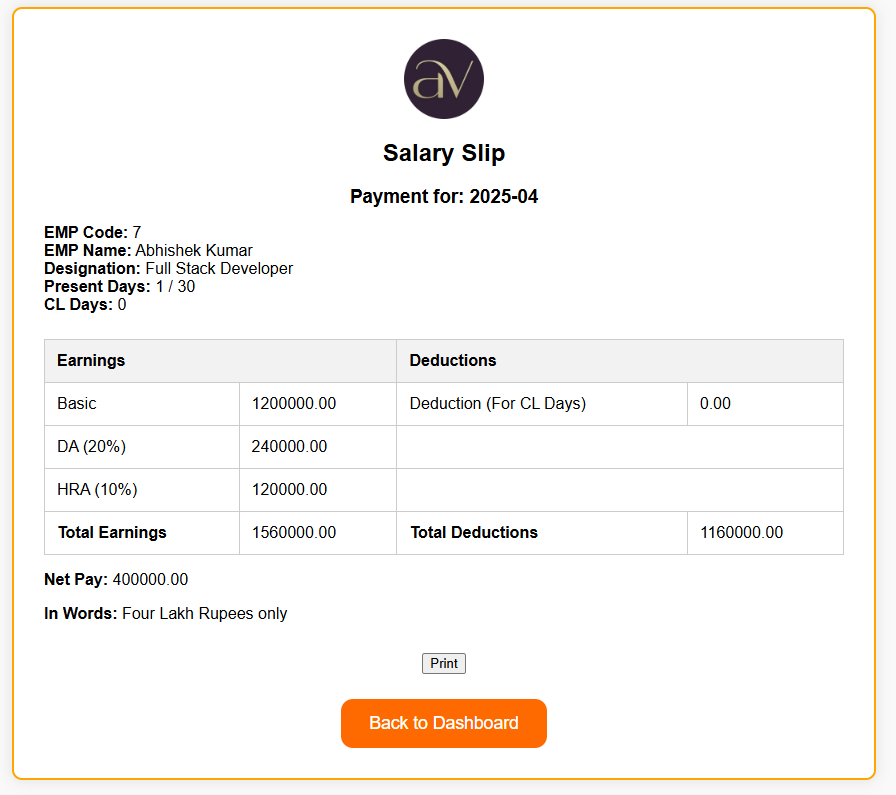 av
Salary Slip
Payment for: 2025-04
EMP Code: 7
EMP Name: Abhishek Kumar
Designation: Full Stack Developer
Present Days: 1 / 30
CL Days: 0
Earnings Deductions
Basic 1200000.00 Deduction (For CL Days) 0.00
DA (20%) 240000.00
HRA (10%) 120000.00
Total Earnings 1560000.00 Total Deductions 1160000.00
Net Pay: 400000.00
In Words: Four Lakh Rupees only
Print
Back to Dashboard